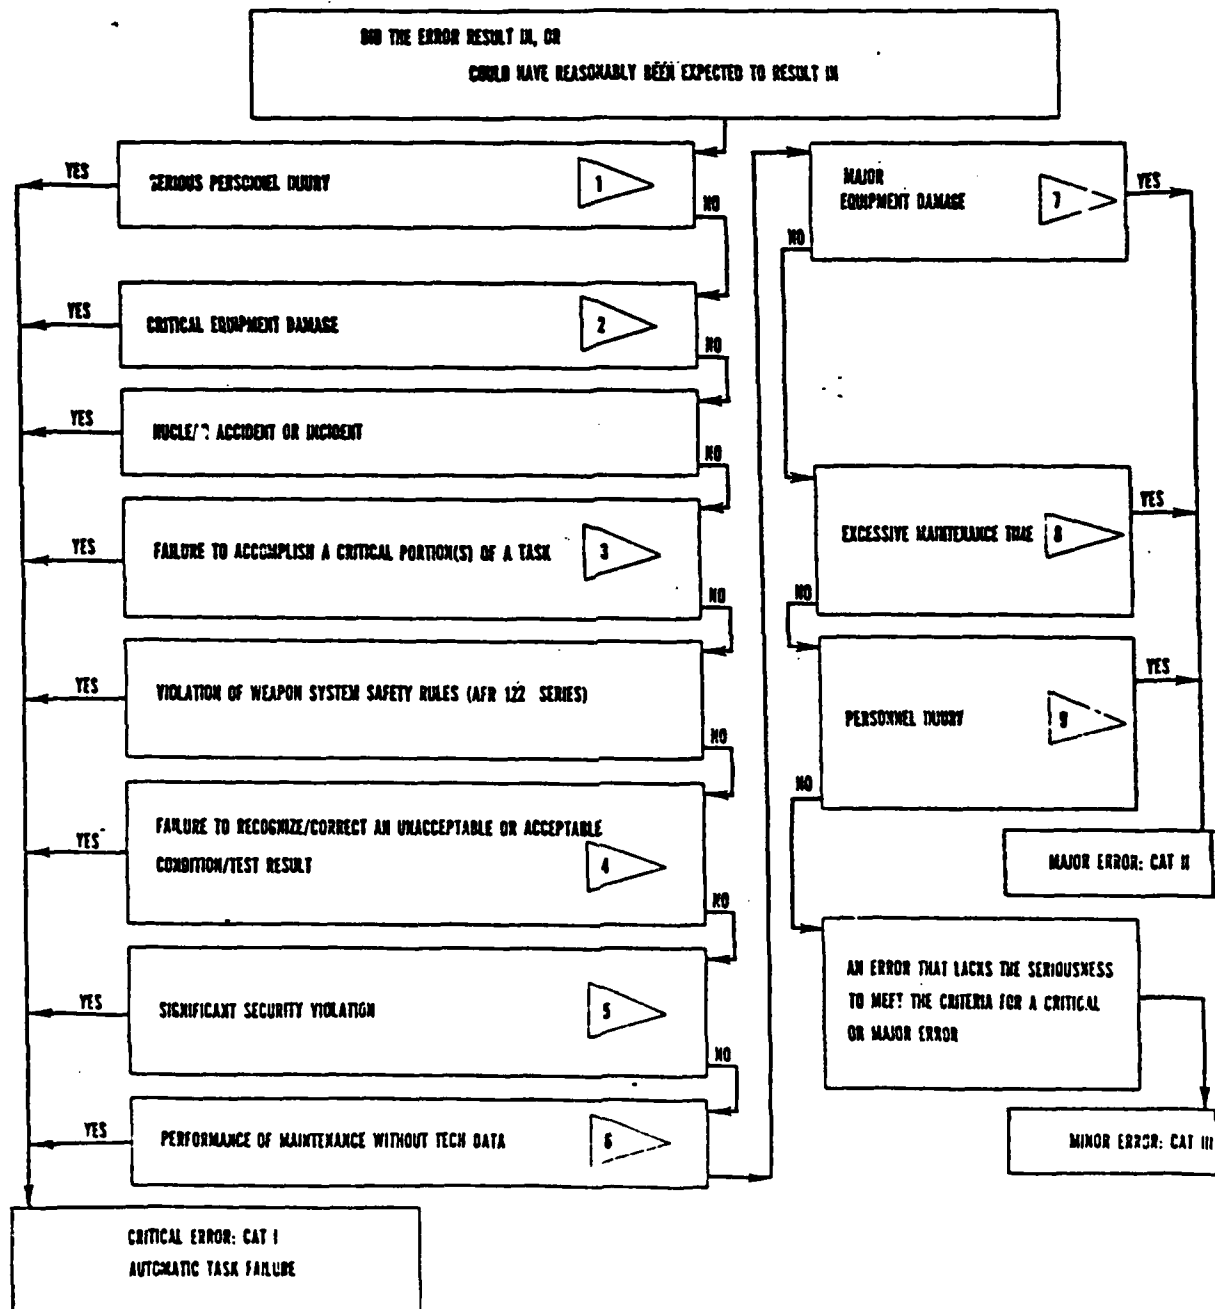 DID THE ERROR RESULT IN, OR
COULD HAVE REASONABLY BEEN EXPECTED TO RESULT IN
YES
SERIOUS PERSONNEL INJURY
1
NO
YES
CRITICAL EQUIPMENT DAMAGE
2
NO
YES
ACCIDENT OR INCIDENT
NO
YES
FAILURE TO ACCOMPLISH A CRITICAL PORTION(S) OF A TASK
3
NO
YES
VIOLATION OF WEAPON SYSTEM SAFETY RULES (AFR 122 SERIES)
NO
YES
FAILURE TO RECOGNIZE/CORRECT AN UNACCEPTABLE OR ACCEPTABLE
CONDITION/TEST RESULT
4
NO
YES
SIGNIFICANT SECURITY VIOLATION
5
NO
YES
PERFORMANCE OF MAINTENANCE WITHOUT TECH DATA
6
CRITICAL ERROR: CAT I
AUTOMATIC TASK FAILURE
MAJOR
EQUIPMENT DAMAGE
7
YES
NO
EXCESSIVE MAINTENANCE TIME
8
YES
NO
PERSONNEL INJURY
9
YES
NO
MAJOR ERROR: CAT II
AN ERROR THAT LACKS THE SERIOUSNESS
TO MEET THE CRITERIA FOR A CRITICAL
OR MAJOR ERROR
MINOR ERROR: CAT III